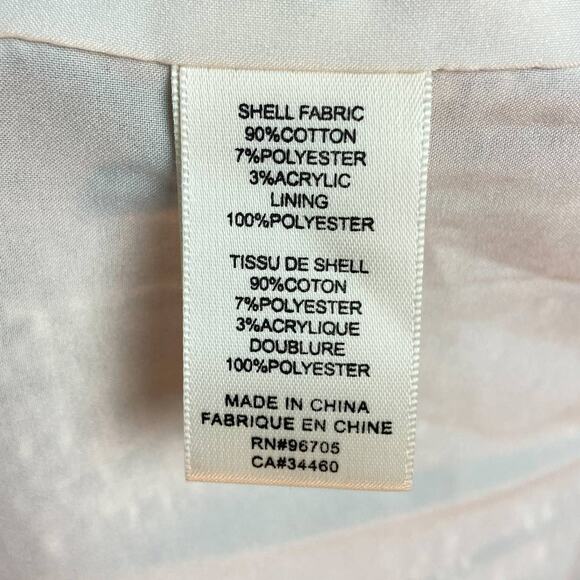 SHELL FABRIC
90%COTTON
7%POLYESTER
3%ACRYLIC
LINING
100%POLYESTER
TISSU DE SHELL
90%COTON
7%POLYESTER
3%ACRYLIQUE
DOUBLURE
100%POLYESTER
MADE IN CHINA
FABRIQUE EN CHINE
RN#96705
CA#34460